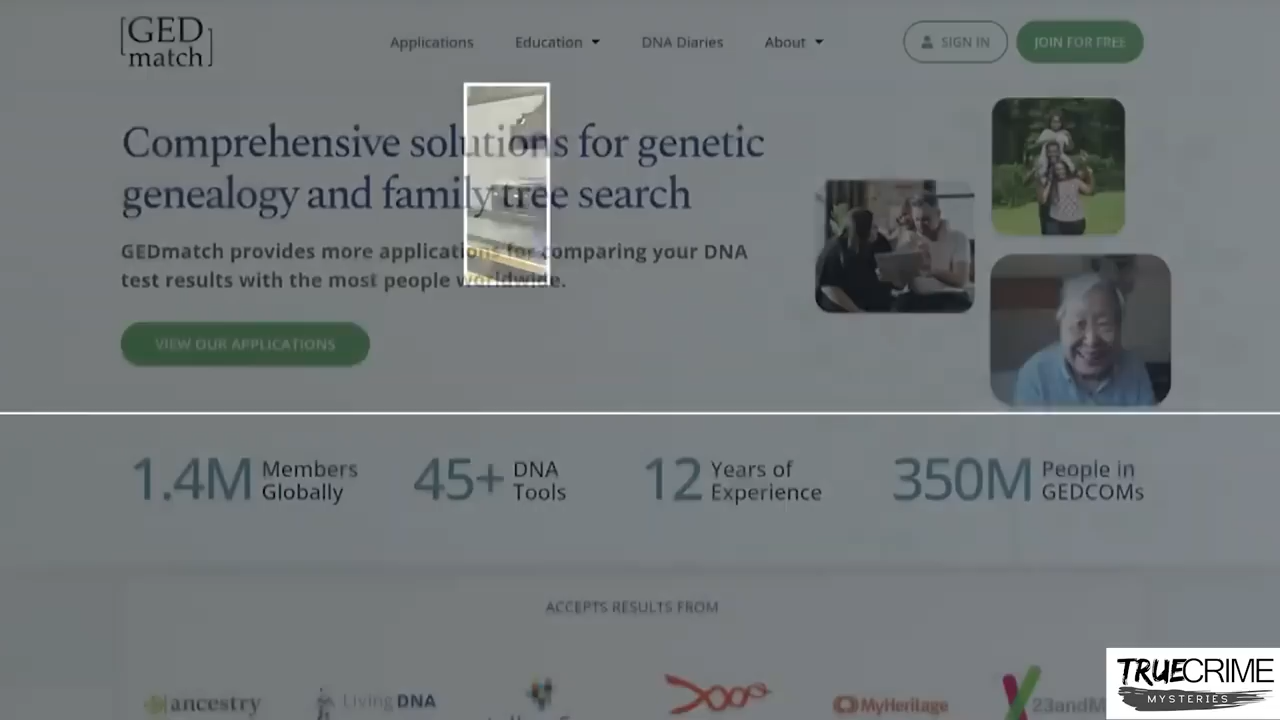 GED
match
Applications
Education
DNA Diaries
About
SIGN IN
JOIN FOR FREE
Comprehensive solutions for genetic
genealogy and family tree search
GEDmatch provides more applications for comparing your DNA
test results with the most people worldwide.
VIEW OUR APPLICATIONS
1.4M Members
Globally
45+ DNA
Tools
12 Years of
Experience
350M People in
GEDCOMs
ACCEPTS RESULTS FROM
ancestry
Living DNA
MyHeritage
23andM
TRUECRIME
MYSTERIES